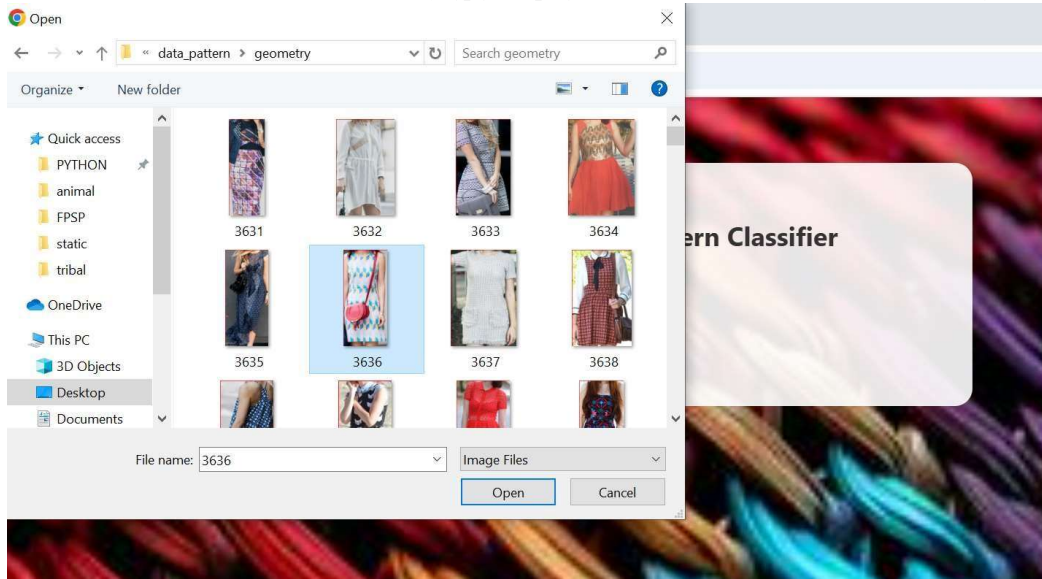 Open
« data_pattern > geometry
Search geometry
Organize
New folder
Quick access
PYTHON
animal
FPSP
static
tribal
OneDrive
This PC
3D Objects
Desktop
Documents
3631 3632 3633 3634
3635 3636 3637 3638
ern Classifier
File name: 3636
Image Files
Open
Cancel